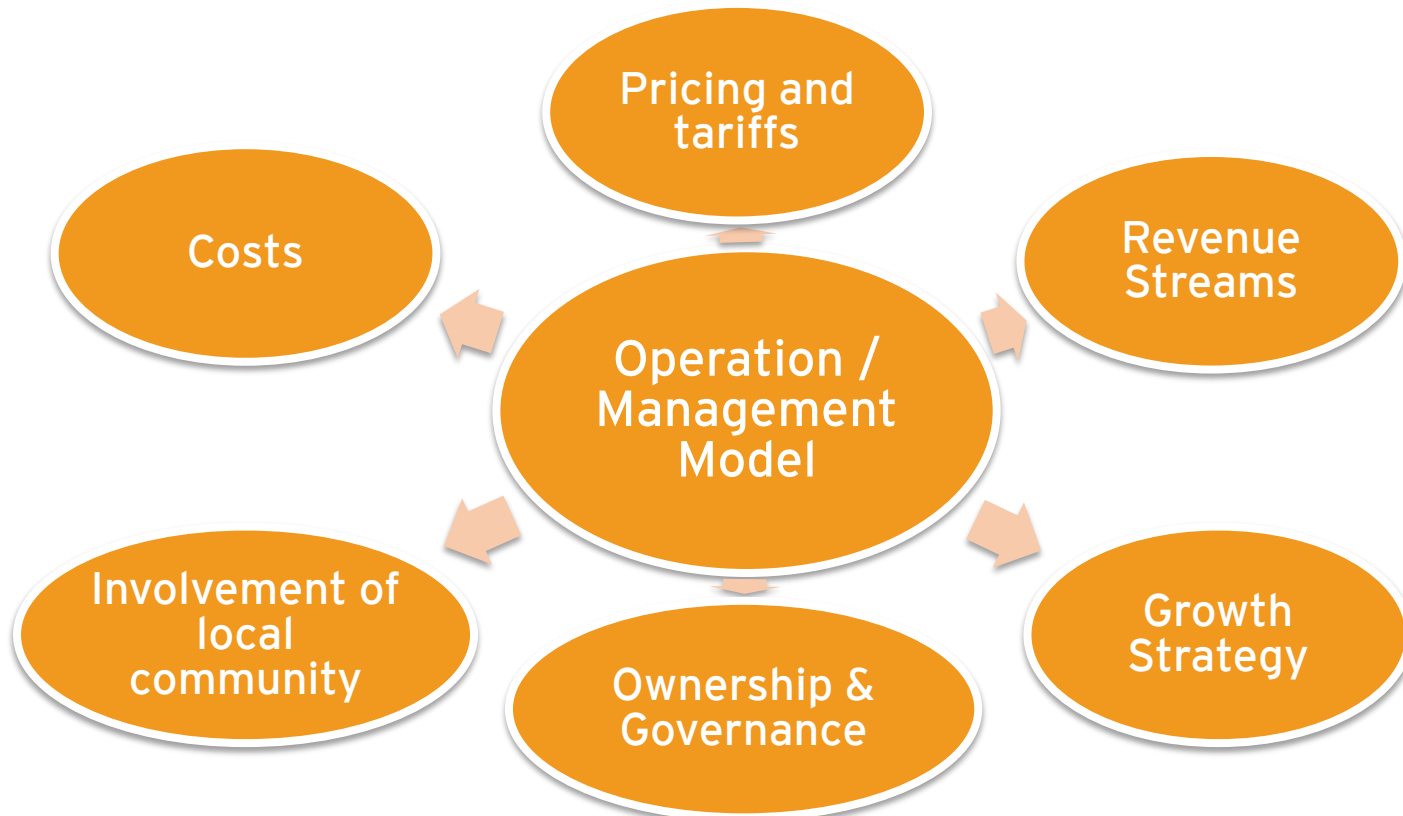 Pricing and
tariffs
Costs
Revenue
Streams
Operation /
Management
Model
Involvement of
local
community
Growth
Strategy
Ownership &
Governance